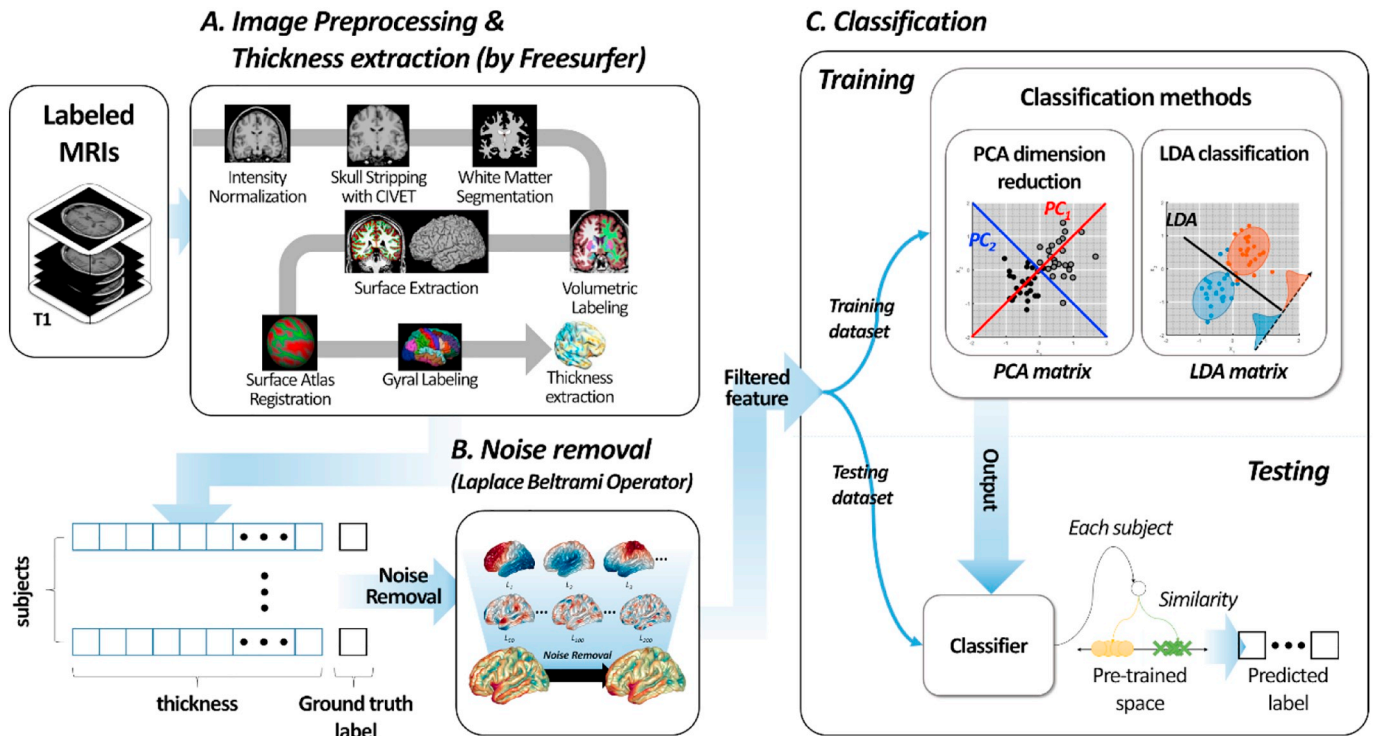 A. Image Preprocessing &
Thickness extraction (by Freesurfer)
Labeled
MRIs
T1
Intensity
Normalization
Skull Stripping
with CIVET
White Matter
Segmentation
Surface Extraction
Volumetric
Labeling
Surface Atlas
Registration
Gyral Labeling
Thickness
extraction
B. Noise removal
(Laplace Beltrami Operator)
subjects
thickness
Ground truth
label
Noise
Removal
L1
L2
L3
L50
L100
L200
Noise Removal
Filtered
feature
C. Classification
Training
Classification methods
PCA dimension
reduction
PC1
PC2
PCA matrix
LDA classification
LDA
LDA matrix
Training
dataset
Testing
dataset
Output
Testing
Classifier
Each subject
Similarity
Pre-trained
space
Predicted
label